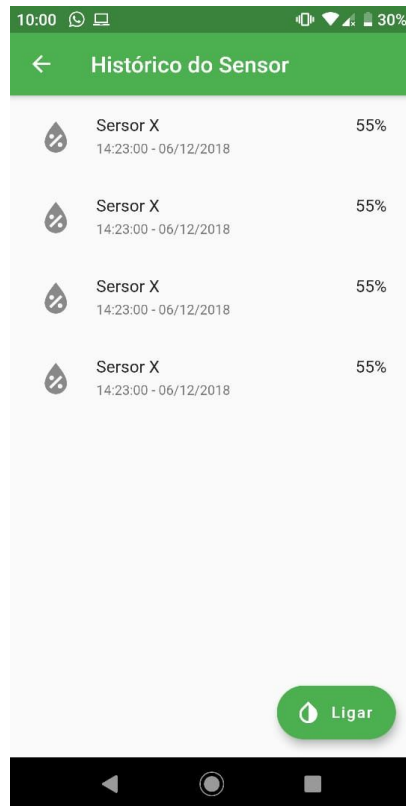 10:00 30%
Histórico do Sensor
Sersor X 55%
14:23:00 - 06/12/2018
Sersor X 55%
14:23:00 - 06/12/2018
Sersor X 55%
14:23:00 - 06/12/2018
Sersor X 55%
14:23:00 - 06/12/2018
Ligar